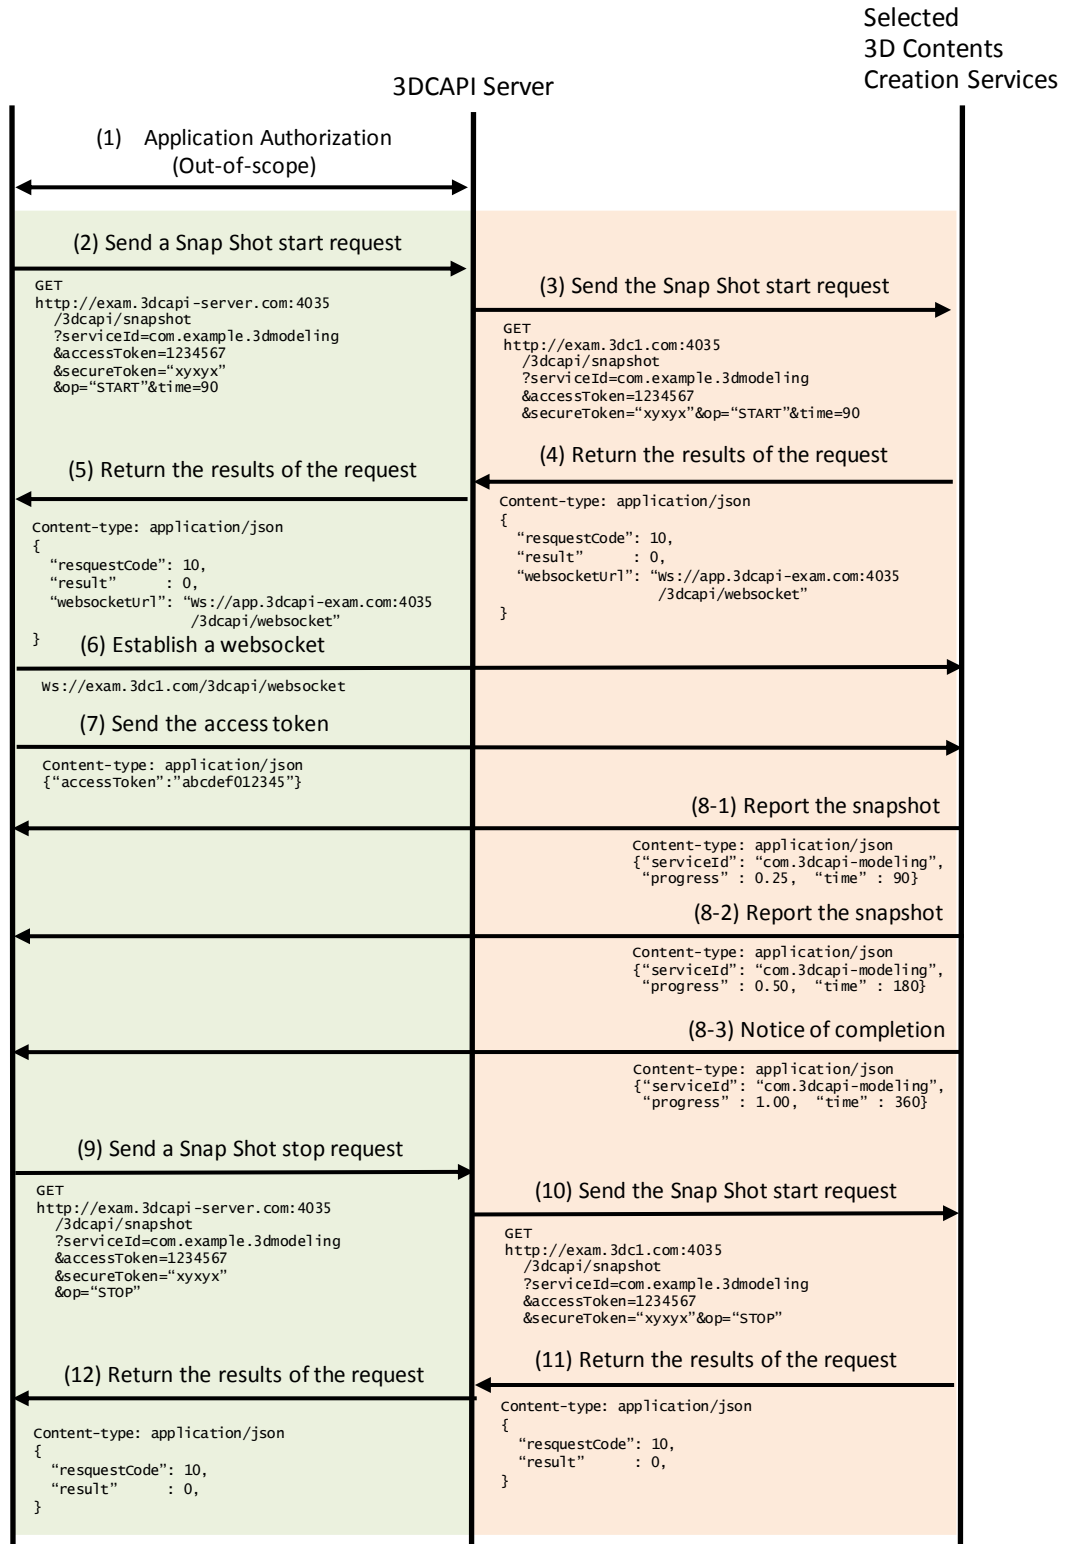 Selected
3D Contents
Creation Services
3DCAPI Server
(1) Application Authorization
(Out-of-scope)
(2) Send a Snap Shot start request
GET
http://exam.3dcapi-server.com:4035
/3dcapi/snapshot
?serviceId=com.example.3dmodeling
&accessToken=1234567
&secureToken=“xyxyx”
&op=“START”&time=90
(3) Send the Snap Shot start request
GET
http://exam.3dc1.com:4035
/3dcapi/snapshot
?serviceId=com.example.3dmodeling
&accessToken=1234567
&secureToken=“xyxyx”&op=“START”&time=90
(4) Return the results of the request
Content-type: application/json
{
“resquestCode”: 10,
“result” : 0,
“websocketUrl”: “Ws://app.3dcapi-exam.com:4035
/3dcapi/websocket”
}
(5) Return the results of the request
Content-type: application/json
{
“resquestCode”: 10,
“result” : 0,
“websocketUrl”: “Ws://app.3dcapi-exam.com:4035
/3dcapi/websocket”
}
(6) Establish a websocket
Ws://exam.3dc1.com/3dcapi/websocket
(7) Send the access token
Content-type: application/json
{“accessToken”:”abcdef012345”}
(8-1) Report the snapshot
Content-type: application/json
{“serviceId”: “com.3dcapi-modeling”,
“progress” : 0.25, “time” : 90}
(8-2) Report the snapshot
Content-type: application/json
{“serviceId”: “com.3dcapi-modeling”,
“progress” : 0.50, “time” : 180}
(8-3) Notice of completion
Content-type: application/json
{“serviceId”: “com.3dcapi-modeling”,
“progress” : 1.00, “time” : 360}
(9) Send a Snap Shot stop request
GET
http://exam.3dcapi-server.com:4035
/3dcapi/snapshot
?serviceId=com.example.3dmodeling
&accessToken=1234567
&secureToken=“xyxyx”
&op=“STOP”
(10) Send the Snap Shot start request
GET
http://exam.3dc1.com:4035
/3dcapi/snapshot
?serviceId=com.example.3dmodeling
&accessToken=1234567
&secureToken=“xyxyx”&op=“STOP”
(11) Return the results of the request
Content-type: application/json
{
“resquestCode”: 10,
“result” : 0,
}
(12) Return the results of the request
Content-type: application/json
{
“resquestCode”: 10,
“result” : 0,
}